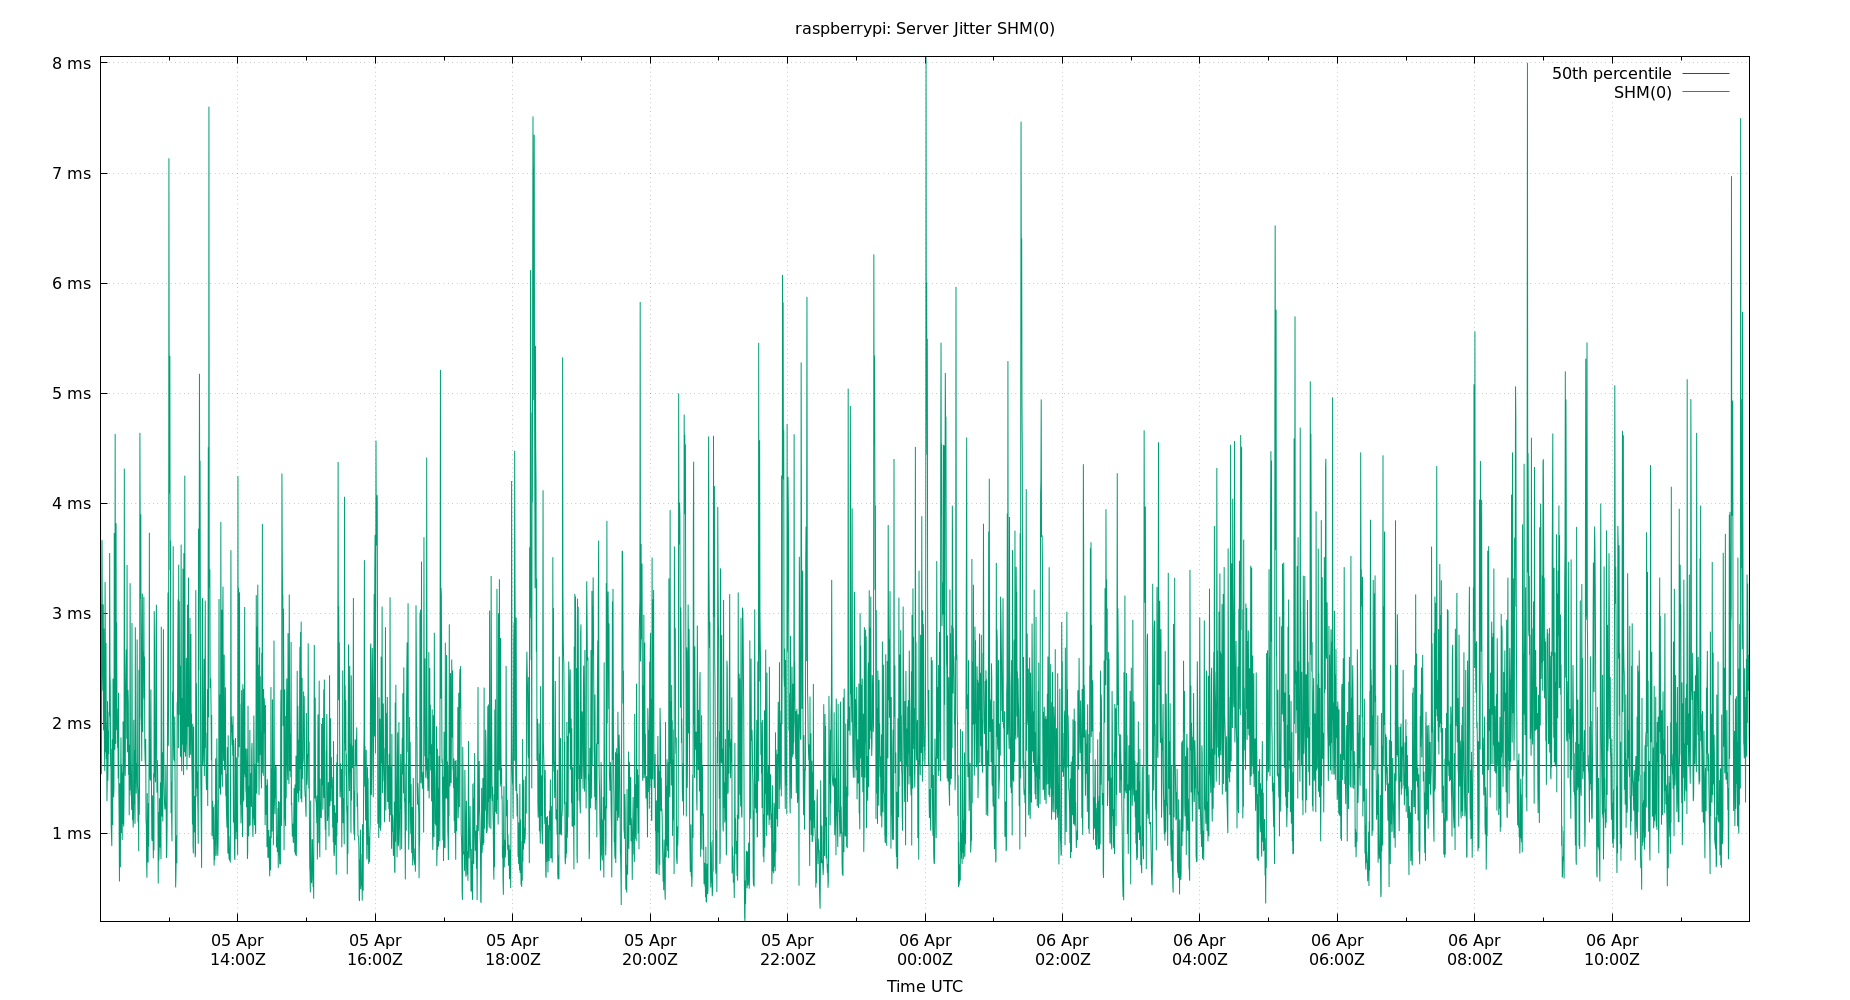 raspberrypi: Server Jitter SHM(0)
8 ms
7 ms
6 ms
5 ms
4 ms
3 ms
2 ms
1 ms
50th percentile
SHM(0)
05 Apr
14:00Z
05 Apr
16:00Z
05 Apr
18:00Z
05 Apr
20:00Z
05 Apr
22:00Z
06 Apr
00:00Z
06 Apr
02:00Z
06 Apr
04:00Z
06 Apr
06:00Z
06 Apr
08:00Z
06 Apr
10:00Z
Time UTC